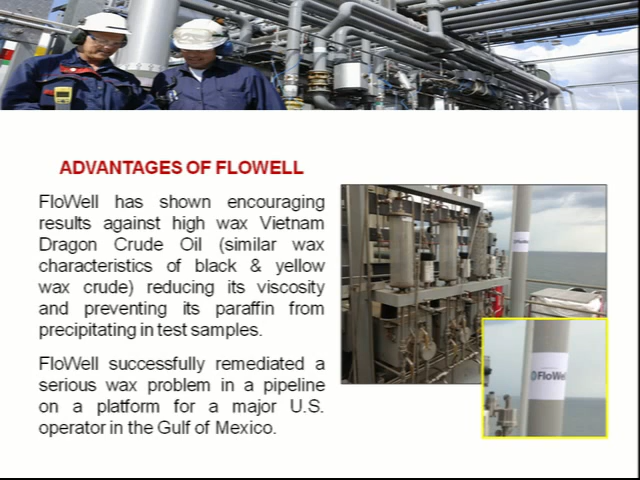 ADVANTAGES OF FLOWELL
FloWell has shown encouraging
results against high wax Vietnam
Dragon Crude Oil (similar wax
characteristics of black & yellow
wax crude) reducing its viscosity
and preventing its paraffin from
precipitating in test samples.
FloWell successfully remediated a
serious wax problem in a pipeline
on a platform for a major U.S.
operator in the Gulf of Mexico.
FloWell